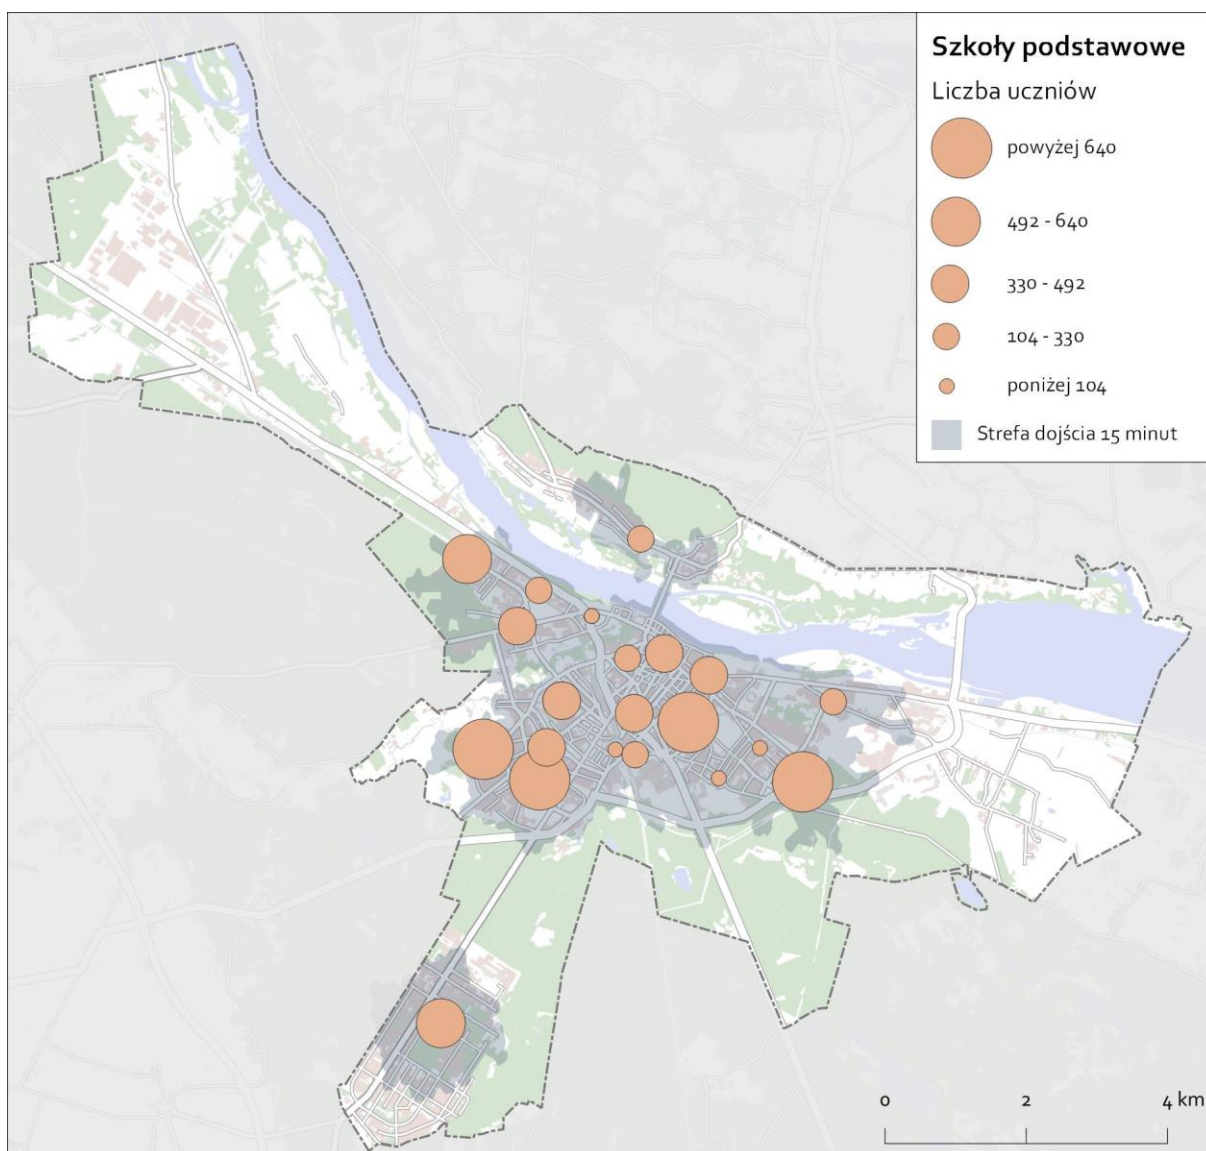 Szkoły podstawowe
Liczba uczniów
powyżej 640
492 - 640
330 - 492
104 - 330
poniżej 104
Strefa dojścia 15 minut
0 2 4 km